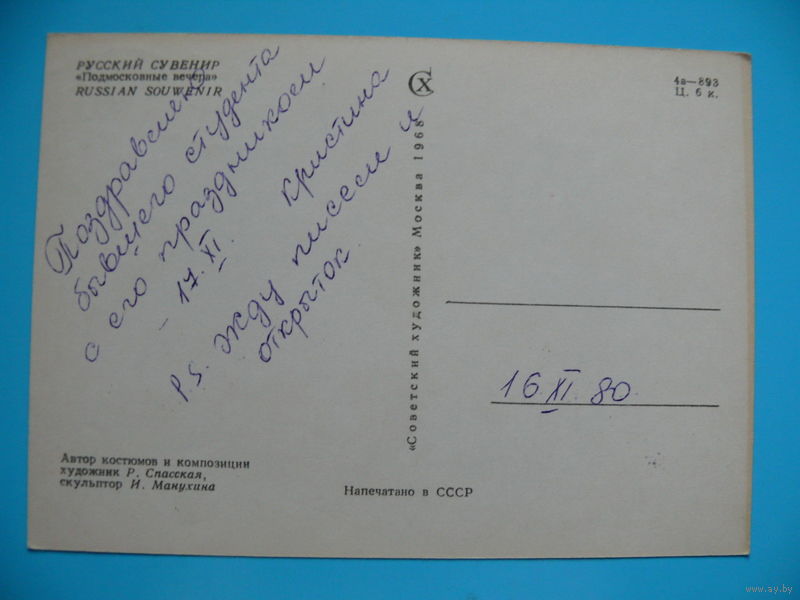 РУССКИЙ СУВЕНИР
«Подмосковные вечера»
RUSSIAN SOUWENIR
Поздравляю
бывшего студента
с его праздником
– 17. XI. Кристина
P.S. Жду писем и
открыток.
Автор костюмов и композиции
художник Р. Спасская,
скульптор И. Манухина
«Советский художник» Москва 1968
СХ
4а—893
Ц. 6 к.
16. XI. 80.
Напечатано в СССР
www.ay.by